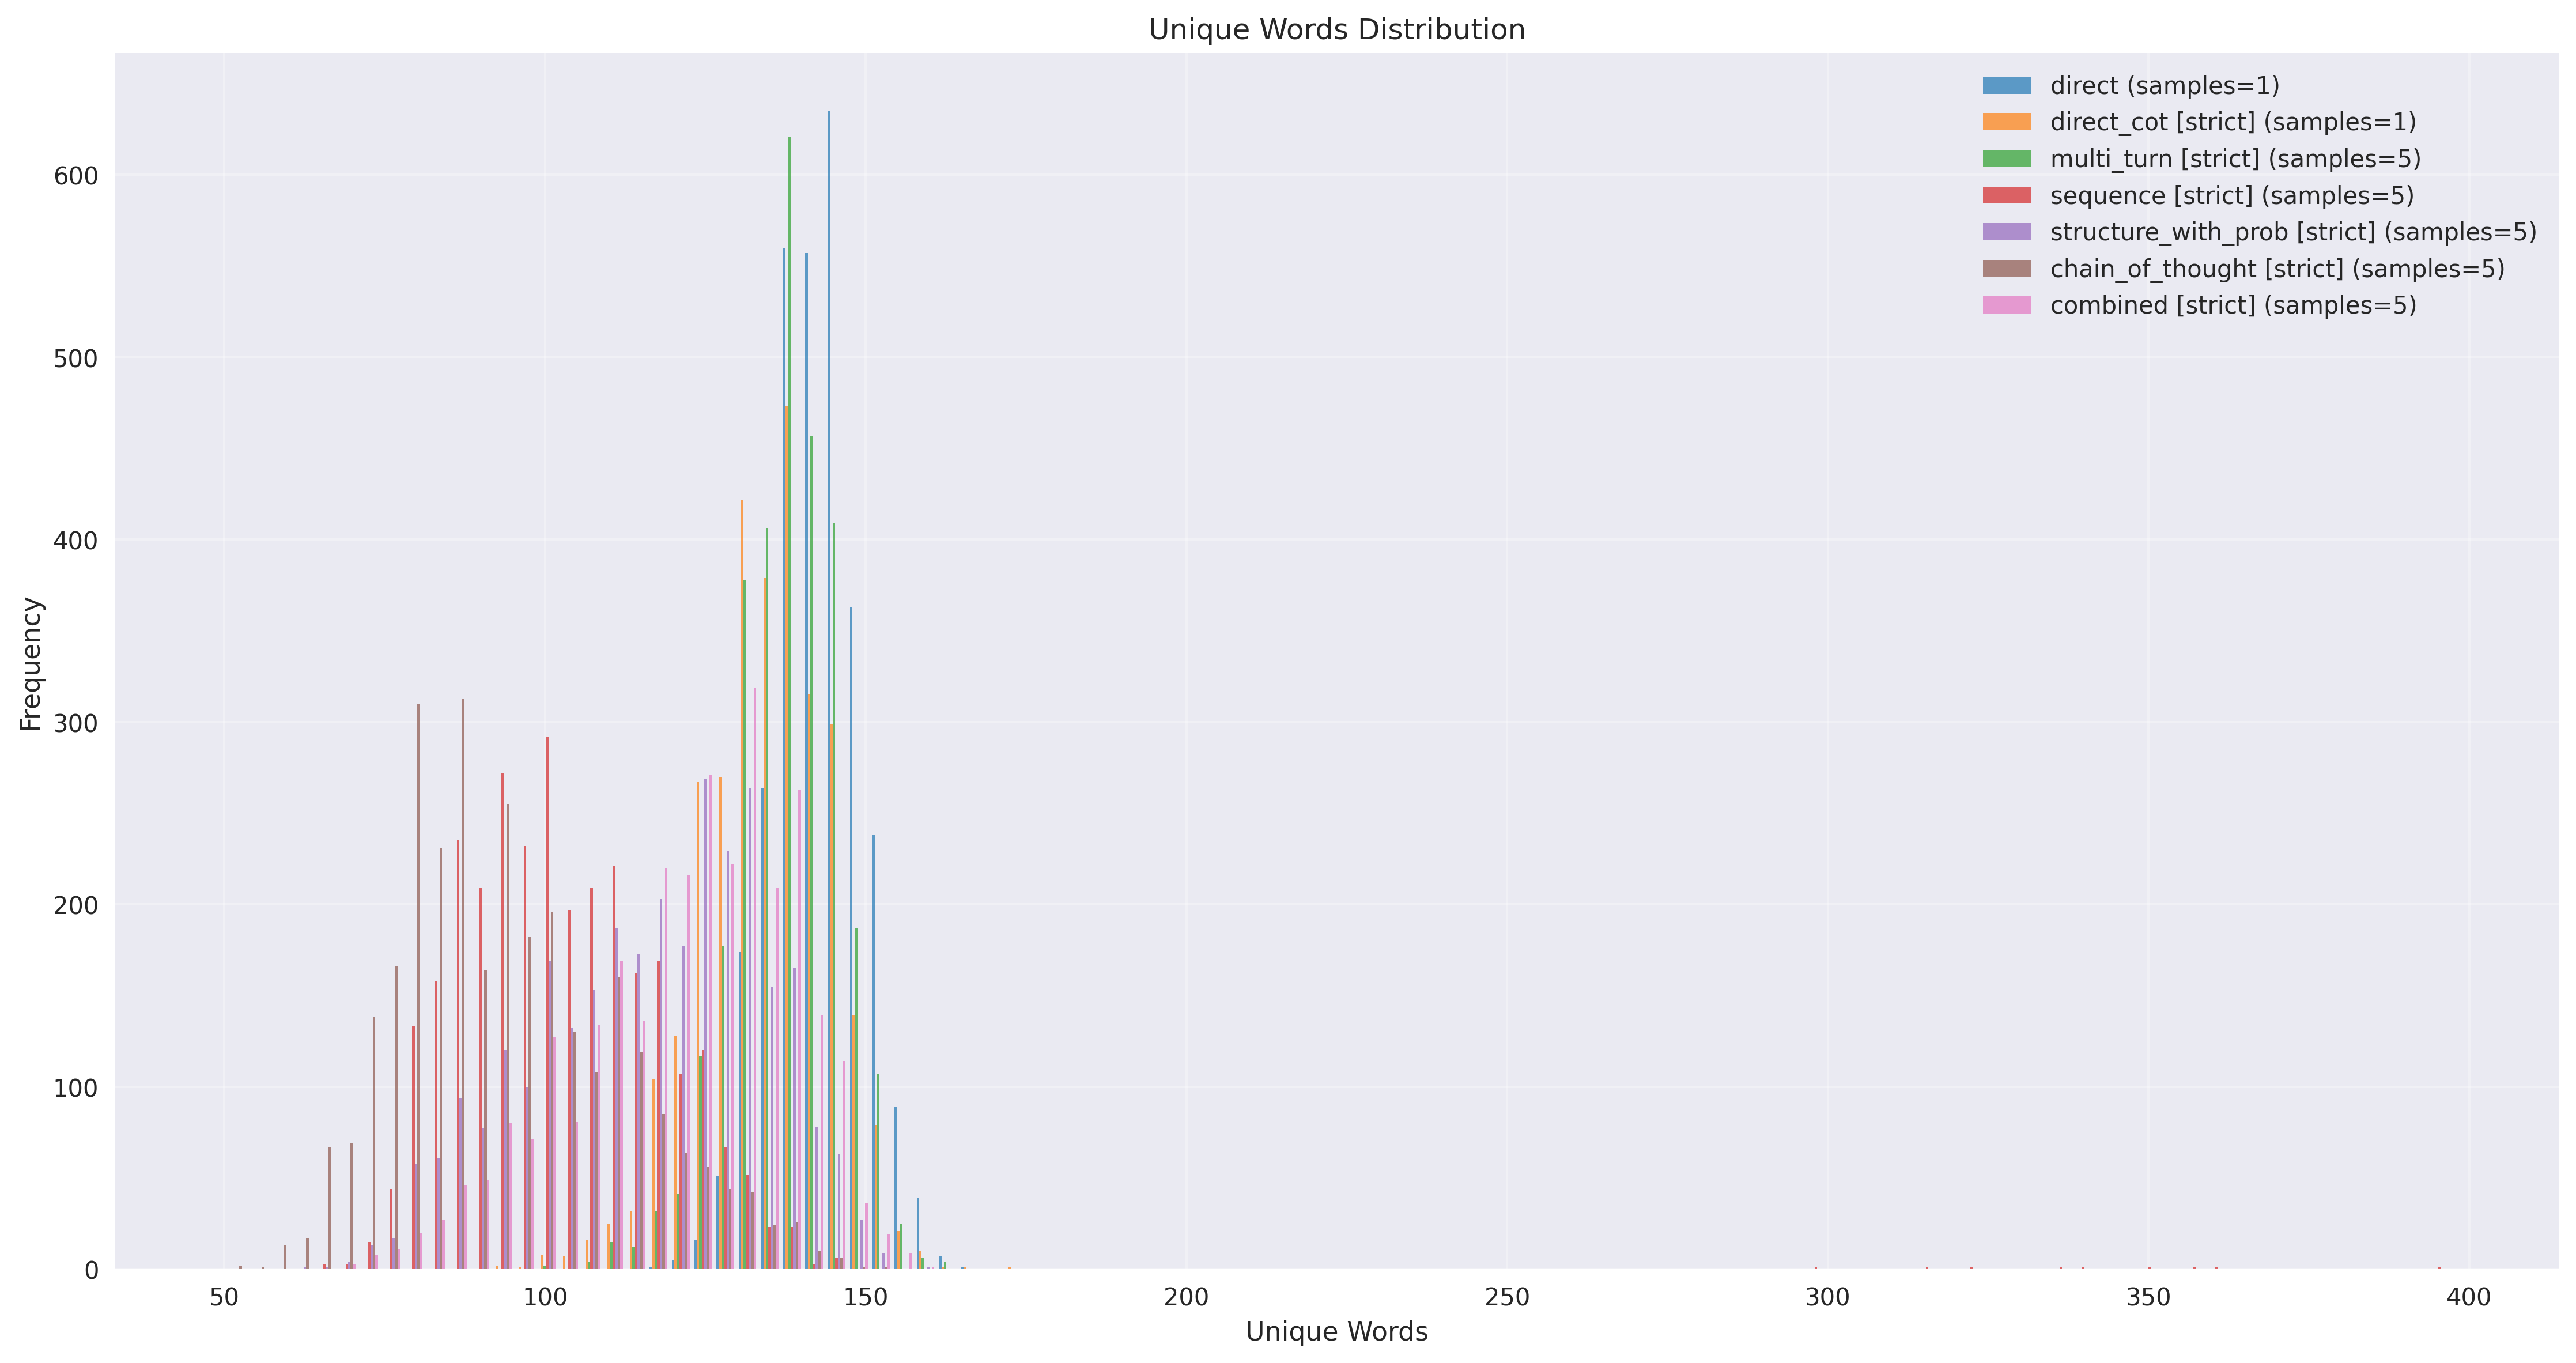 Unique Words Distribution
direct (samples=1)
direct_cot [strict] (samples=1)
multi_turn [strict] (samples=5)
sequence [strict] (samples=5)
structure_with_prob [strict] (samples=5)
chain_of_thought [strict] (samples=5)
combined [strict] (samples=5)
Frequency
600
500
400
300
200
100
0
50 100 150 200 250 300 350 400
Unique Words